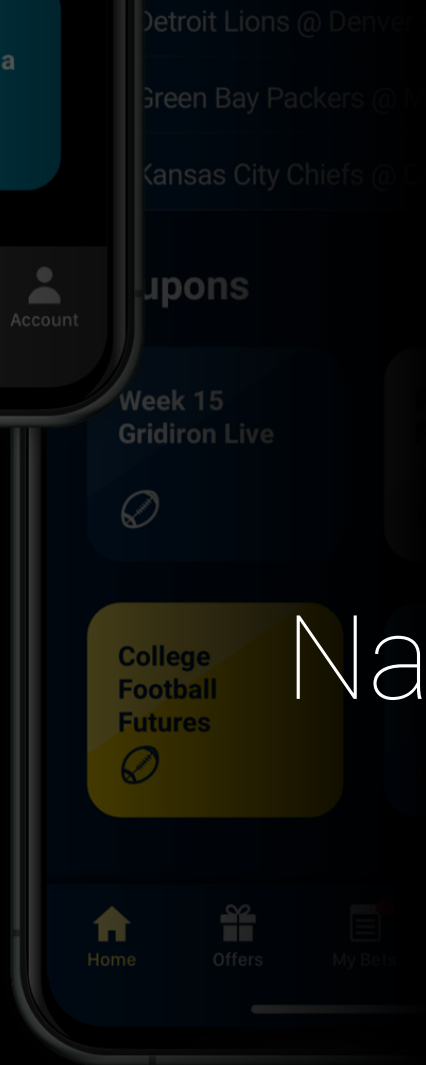 a
Detroit Lions @ Denver
Green Bay Packers @
Kansas City Chiefs @
Account
upons
Week 15
Gridiron Live
College
Football
Futures
Na
Home
Offers
My Bets